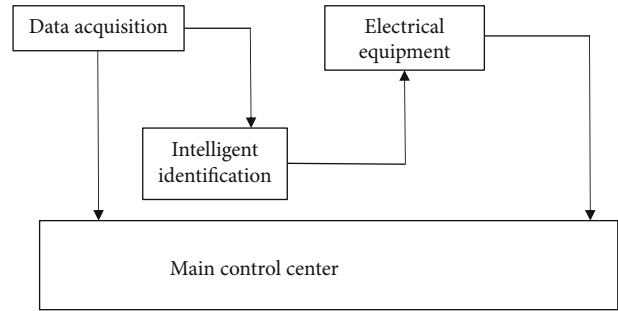 Data acquisition
Electrical
equipment
Intelligent
identification
Main control center